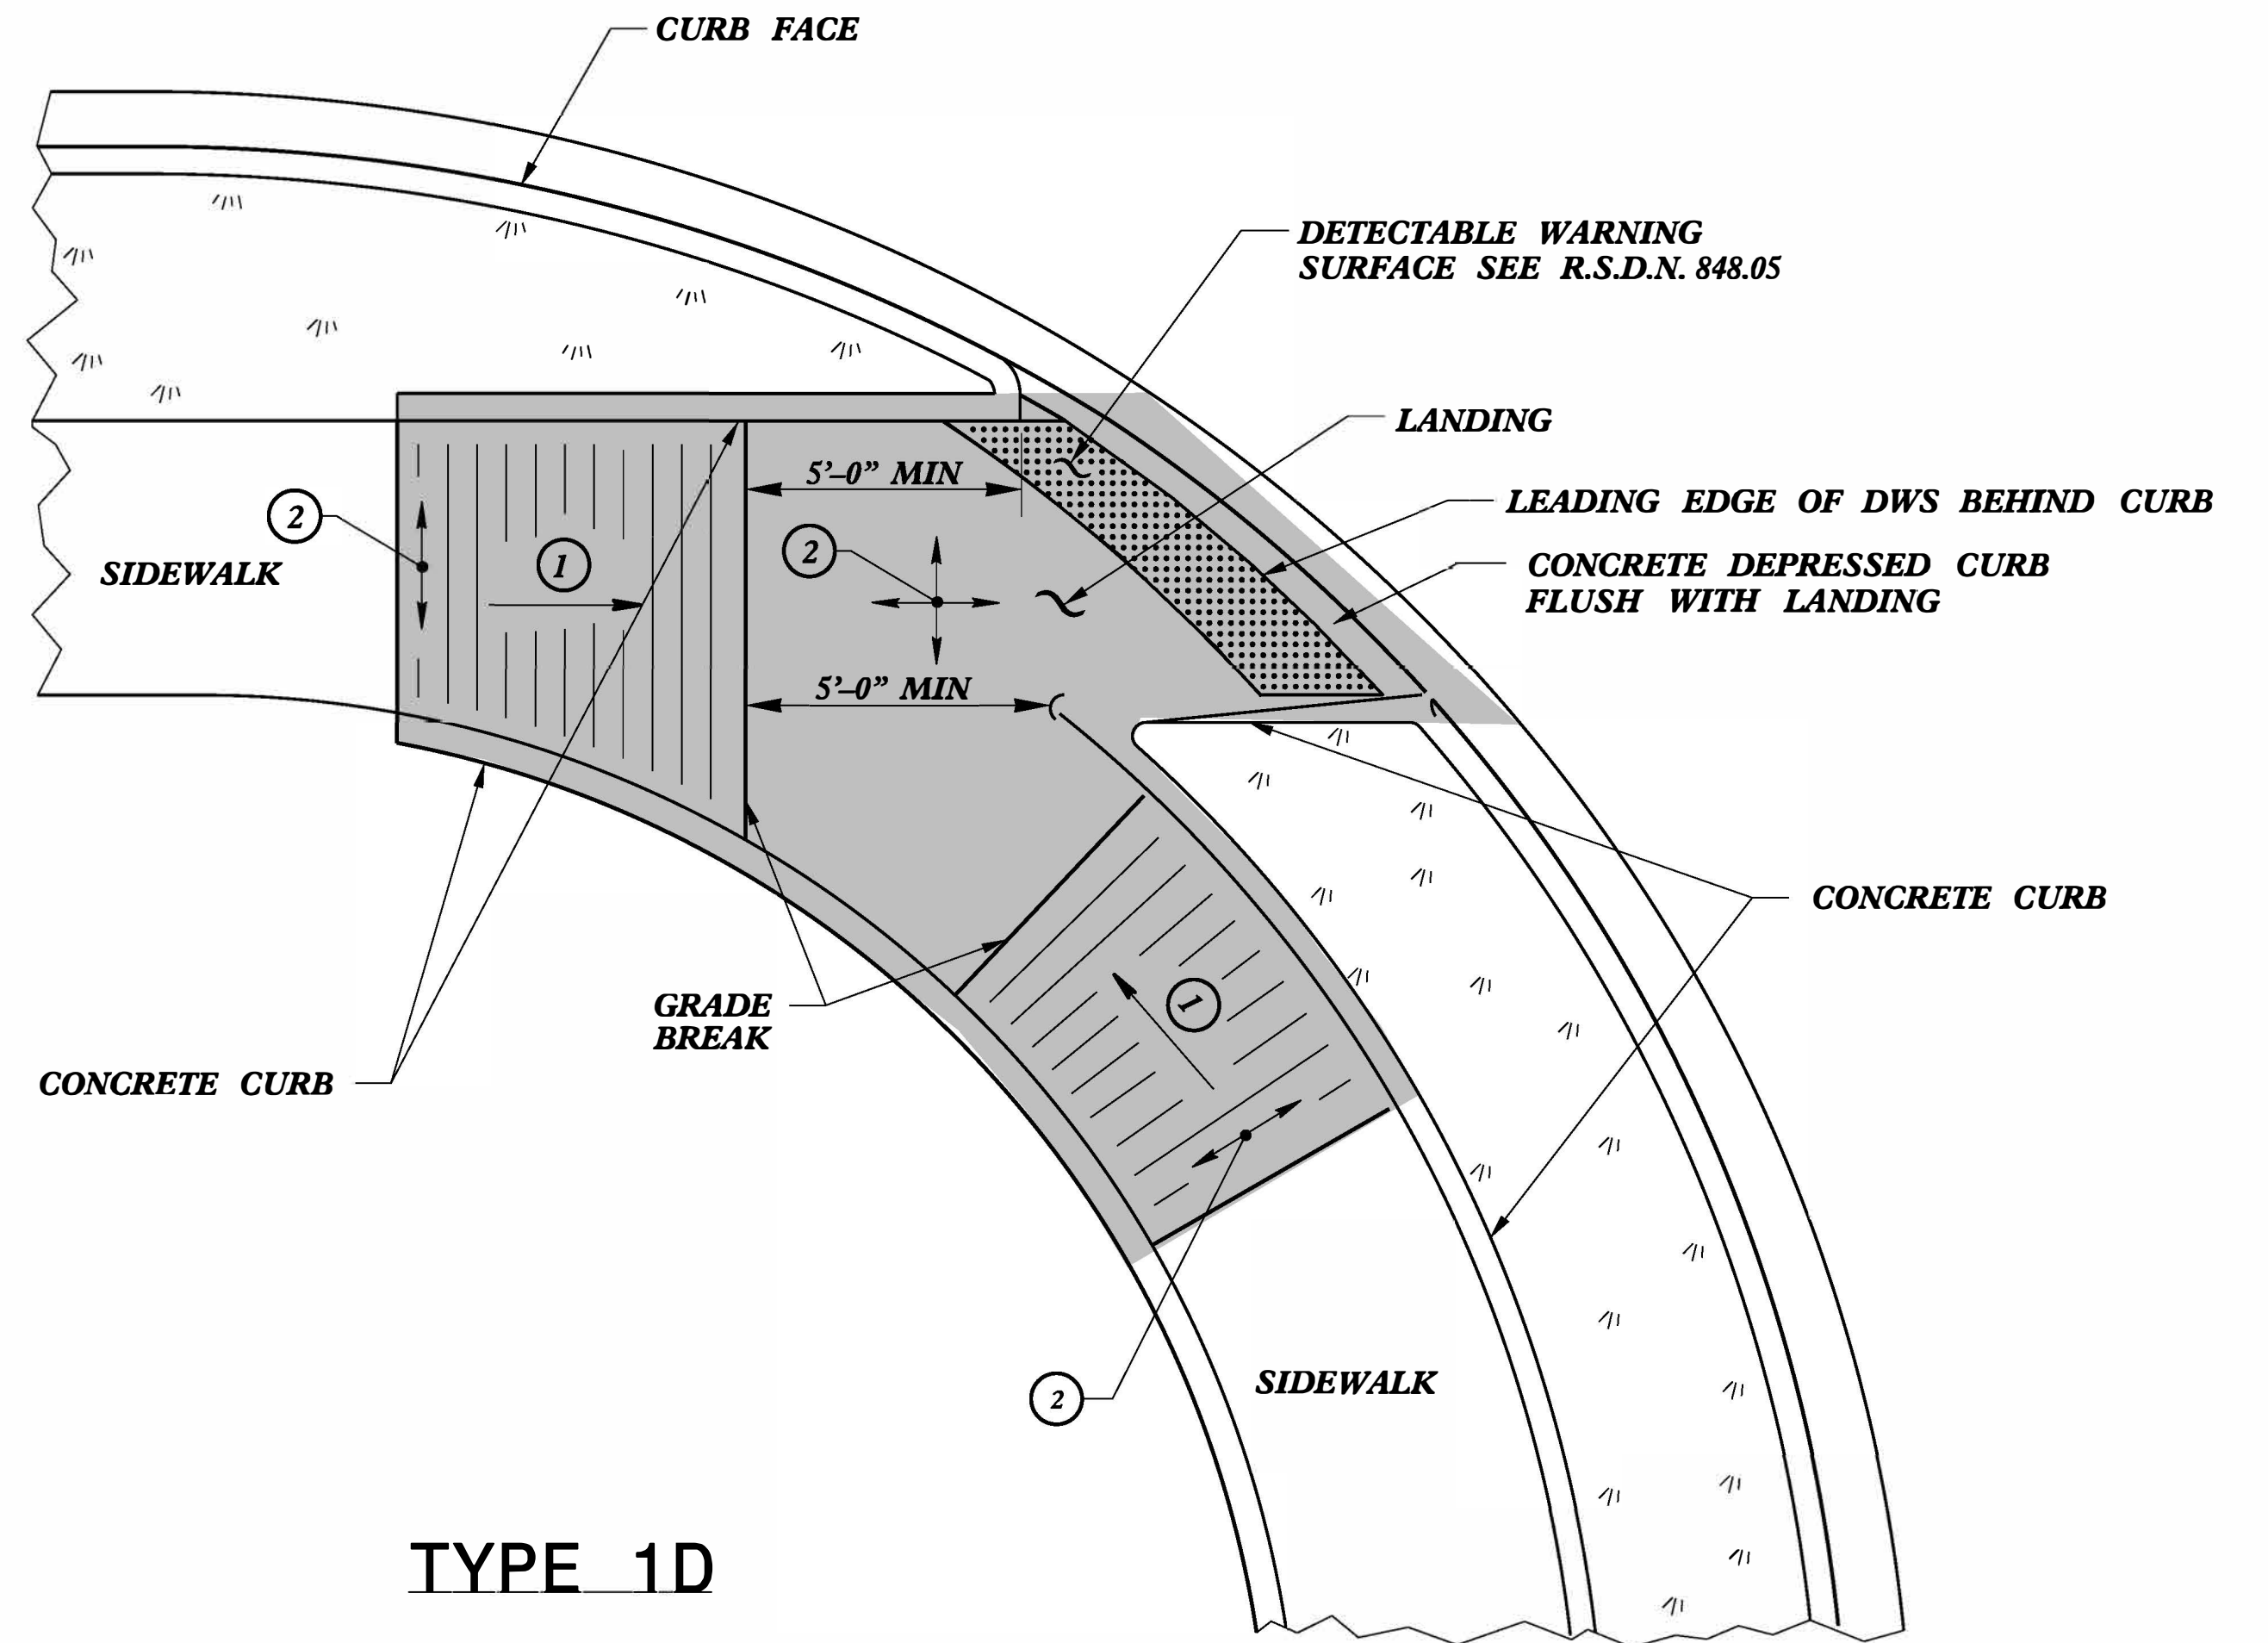 CURB FACE
DETECTABLE WARNING
SURFACE SEE R.S.D.N. 848.05
LANDING
5'–0” MIN
LEADING EDGE OF DWS BEHIND CURB
2
2
1
SIDEWALK
CONCRETE DEPRESSED CURB
FLUSH WITH LANDING
5'–0” MIN
CONCRETE CURB
GRADE
BREAK
1
CONCRETE CURB
2
SIDEWALK
TYPE 1D